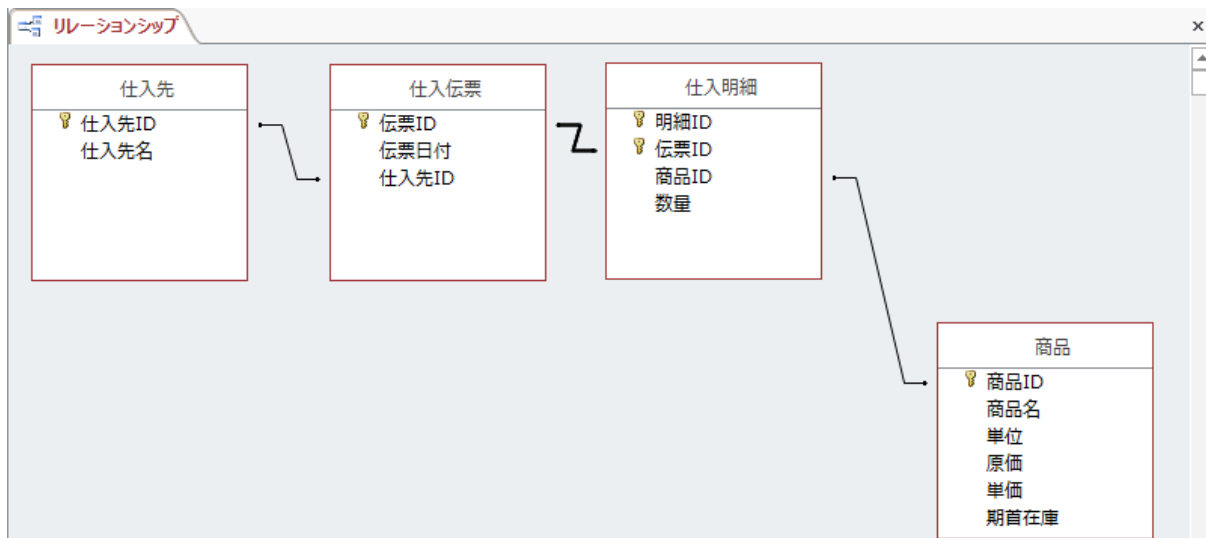 リレーションシップ
仕入先
仕入先ID
仕入先名
仕入伝票
伝票ID
伝票日付
仕入先ID
仕入明細
明細ID
伝票ID
商品ID
数量
商品
商品ID
商品名
単位
原価
単価
期首在庫